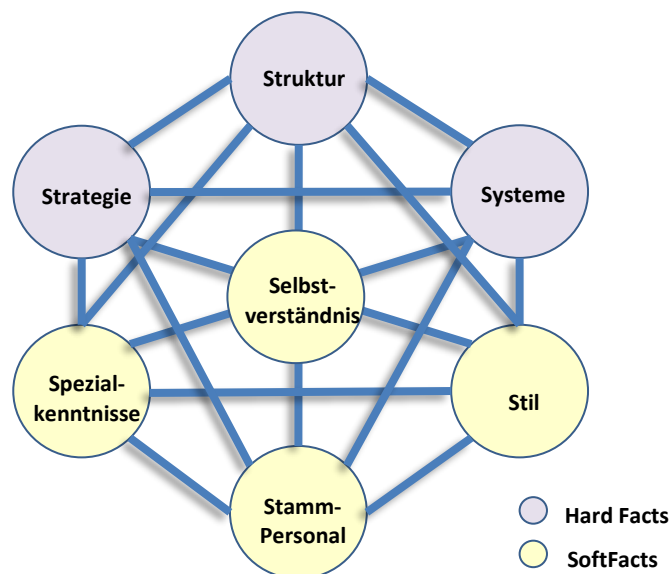 Struktur
Strategie
Systeme
Selbst-
verständnis
Spezial-
kenntnisse
Stil
Stamm-
Personal
Hard Facts
SoftFacts